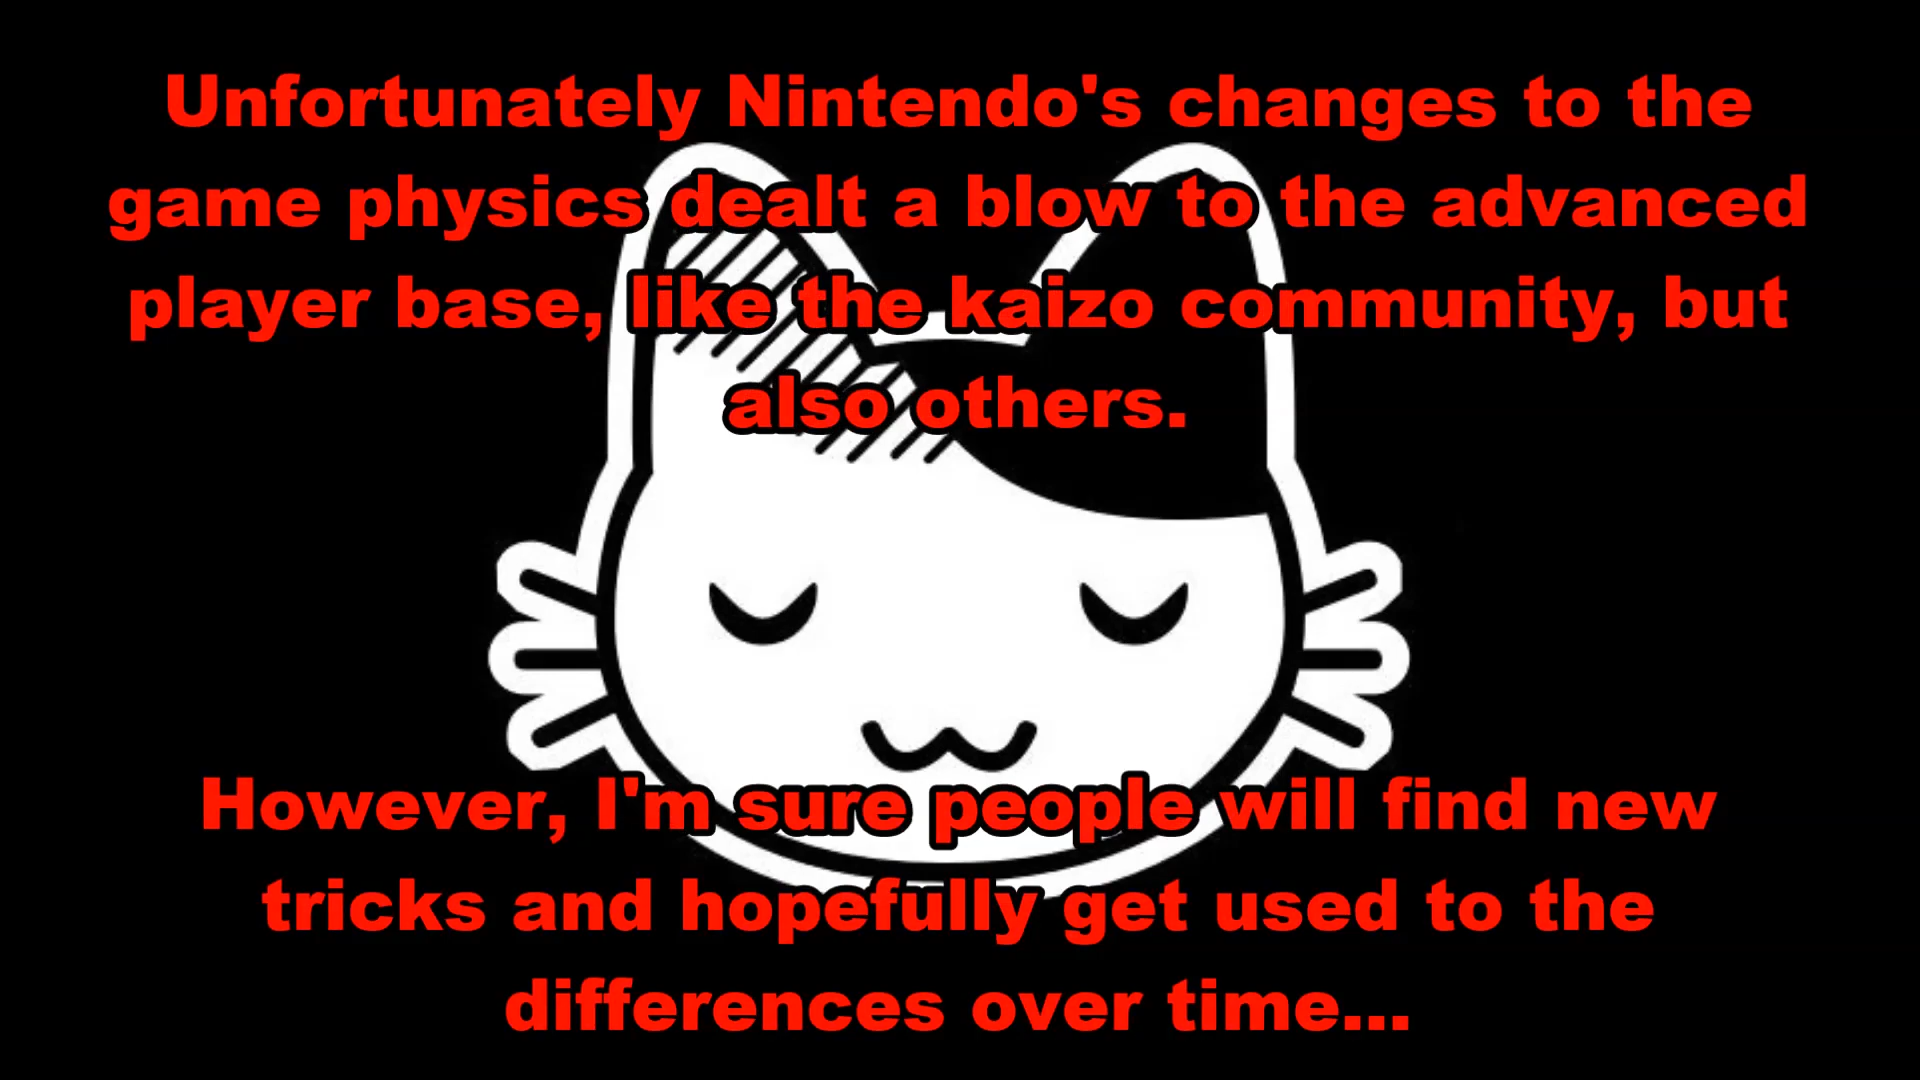 Unfortunately Nintendo's changes to the
game physics dealt a blow to the advanced
player base, like the kaizo community, but
also others.
However, I'm sure people will find new
tricks and hopefully get used to the
differences over time...